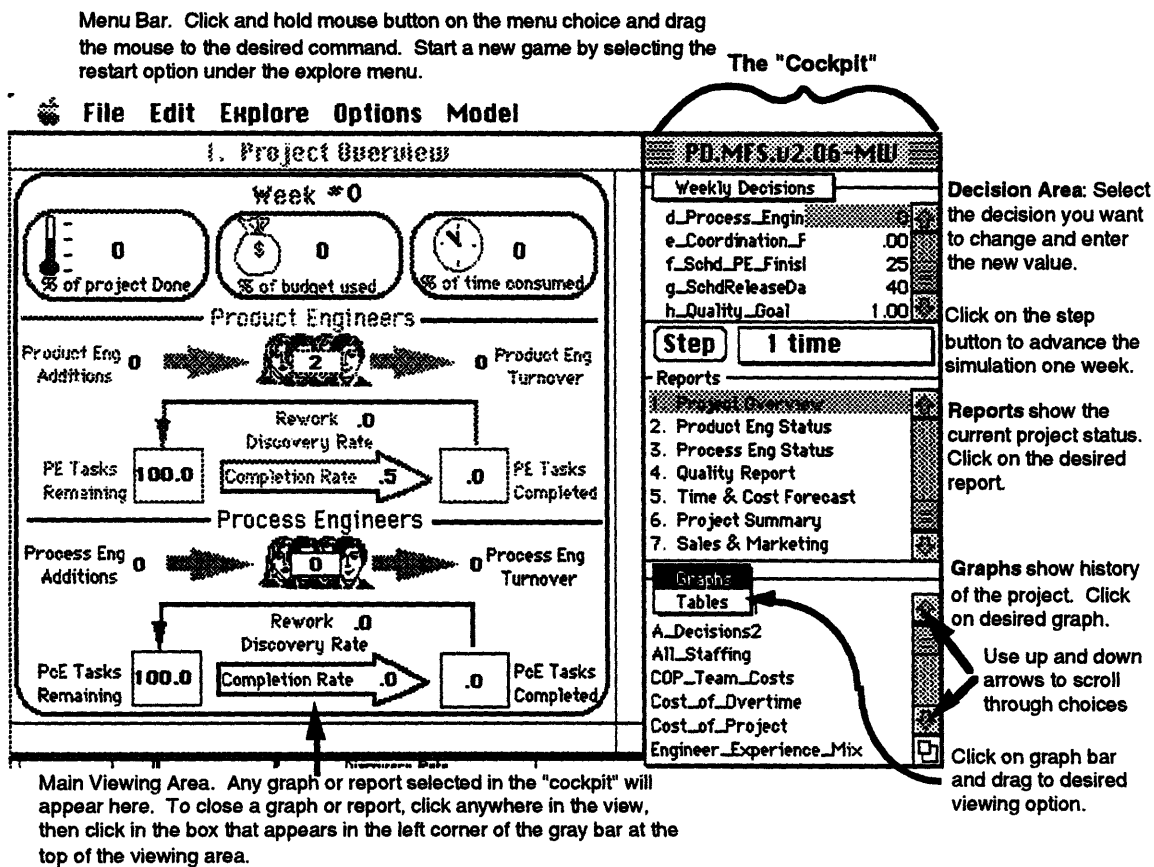 Menu Bar. Click and hold mouse button on the menu choice and drag
the mouse to the desired command. Start a new game by selecting the
restart option under the explore menu.
The "Cockpit"
File Edit Explore Options Model
1. Project Overview
Week #0
0
% of project Done
$
0
% of budget used
0
% of time consumed
Product Engineers
Product Eng
Additions
0
2
0
Product Eng
Turnover
Rework .0
Discovery Rate
PE Tasks
Remaining
100.0
Completion Rate .5
.0
PE Tasks
Completed
Process Engineers
Process Eng
Additions
0
0
0
Process Eng
Turnover
Rework .0
Discovery Rate
PcE Tasks
Remaining
100.0
Completion Rate .0
.0
PcE Tasks
Completed
PD.MFS.v2.06-MW
Weekly Decisions
d_Process_Engin 0
e_Coordination_F .00
f_Schd_PE_Finisl 25
g_SchdReleaseDa 40
h_Quality_Goal 1.00
Step 1 time
Reports
1. Project Overview
2. Product Eng Status
3. Process Eng Status
4. Quality Report
5. Time & Cost Forecast
6. Project Summary
7. Sales & Marketing
Graphs
Tables
A_Decisions2
All_Staffing
COP_Team_Costs
Cost_of_Overtime
Cost_of_Project
Engineer_Experience_Mix
Decision Area: Select
the decision you want
to change and enter
the new value.
Click on the step
button to advance the
simulation one week.
Reports show the
current project status.
Click on the desired
report.
Graphs show history
of the project. Click
on desired graph.
Use up and down
arrows to scroll
through choices
Click on graph bar
and drag to desired
viewing option.
Main Viewing Area. Any graph or report selected in the "cockpit" will
appear here. To close a graph or report, click anywhere in the view,
then click in the box that appears in the left corner of the gray bar at the
top of the viewing area.